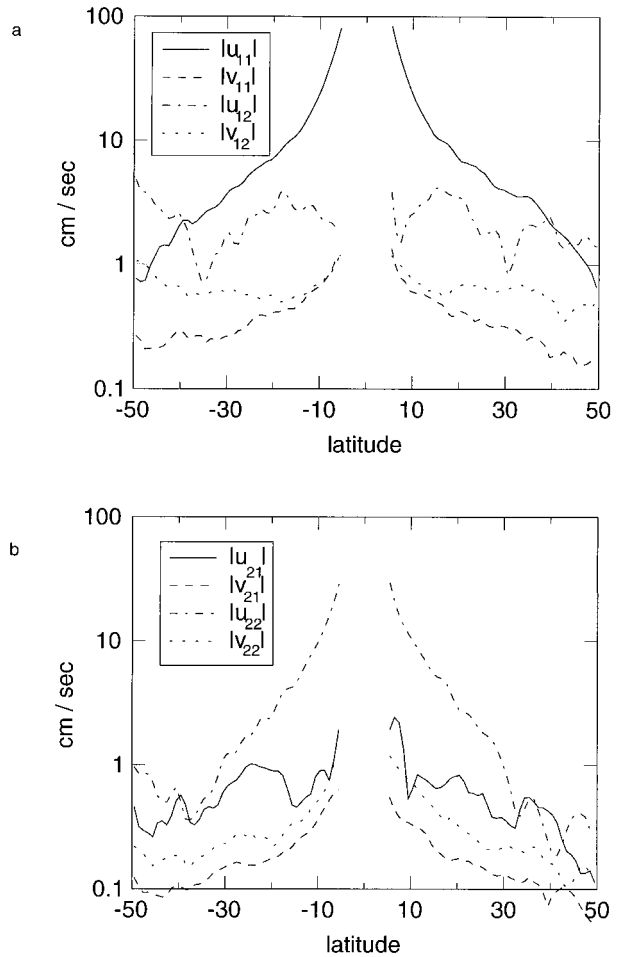 a
100
10
1
0.1
cm / sec
|u11|
|v11|
|u12|
|v12|
-50 -30 -10 10 30 50
latitude
b
100
10
1
0.1
cm / sec
|u21|
|v21|
|u22|
|v22|
-50 -30 -10 10 30 50
latitude